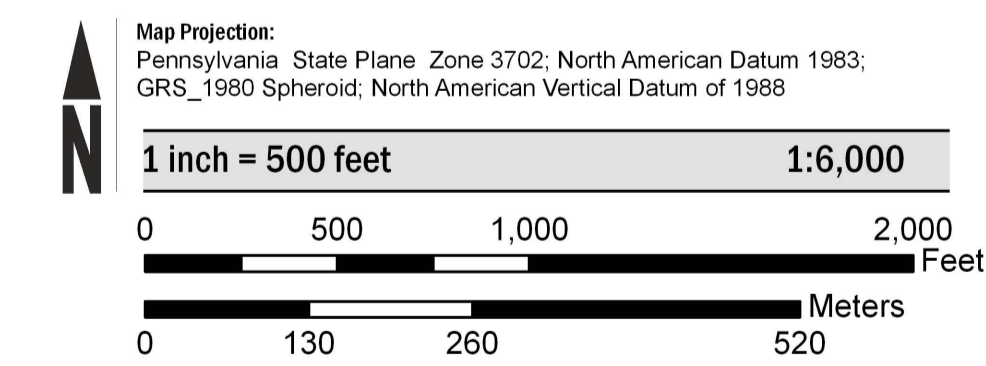 N
Map Projection:
Pennsylvania State Plane Zone 3702; North American Datum 1983;
GRS_1980 Spheroid; North American Vertical Datum of 1988
1 inch = 500 feet 1:6,000
0 500 1,000 2,000
Feet
Meters
0 130 260 520